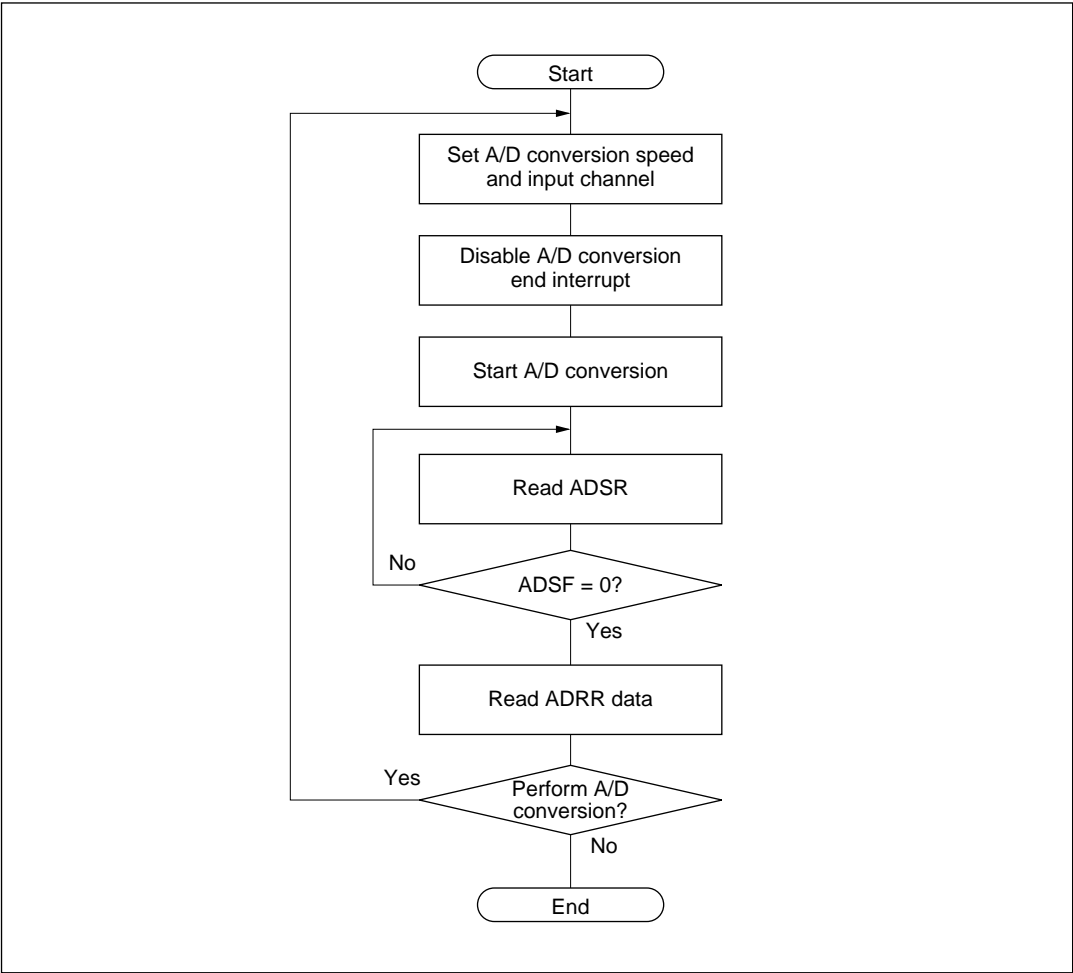 Start
Set A/D conversion speed
and input channel
Disable A/D conversion
end interrupt
Start A/D conversion
Read ADSR
No
ADSF = 0?
Yes
Read ADRR data
Yes
Perform A/D
conversion?
No
End